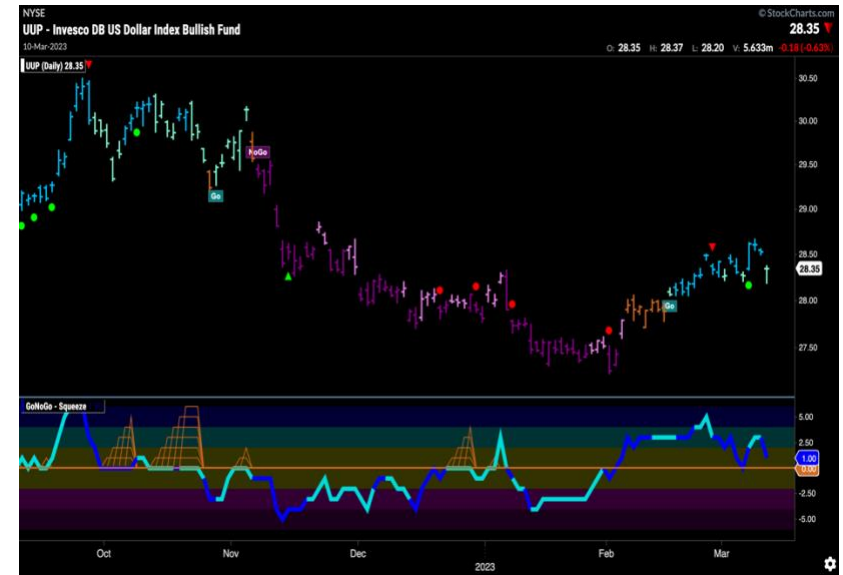 NYSE
© StockCharts.com
UUP - Invesco DB US Dollar Index Bullish Fund
28.35
10-Mar-2023
O: 28.35 H: 28.37 L: 28.20 V: 5.633m -0.18 (-0.63%)
UUP (Daily) 28.35
30.50
30.00
NoGo
29.50
Go
29.00
28.50
28.35
Go
28.00
27.50
GoNoGo - Squeeze
5.00
2.50
1.00
0.00
-2.50
-5.00
Oct Nov Dec 2023 Feb Mar